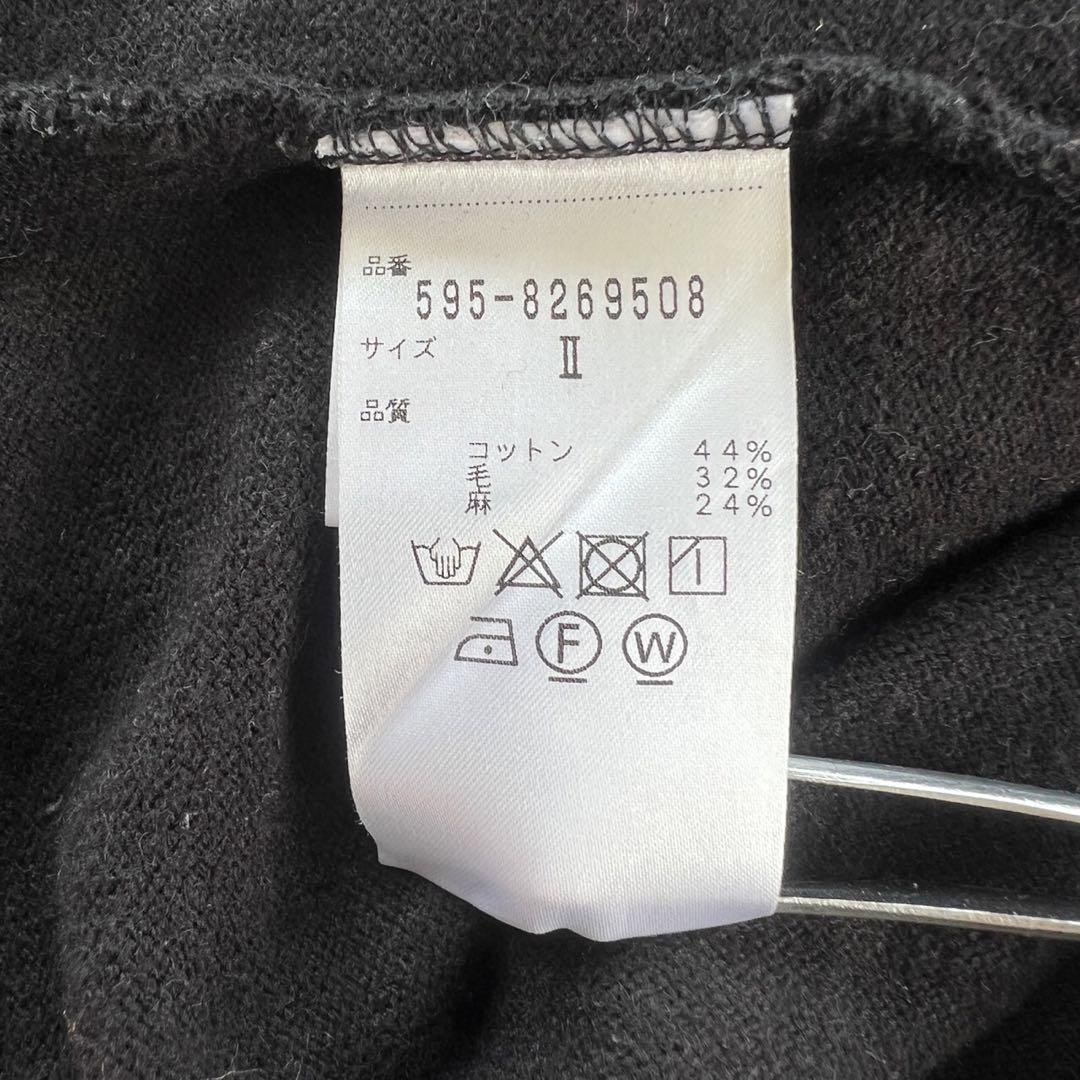 品番
595-8269508
サイズ II
品質
コットン 44%
毛 32%
麻 24%
F W